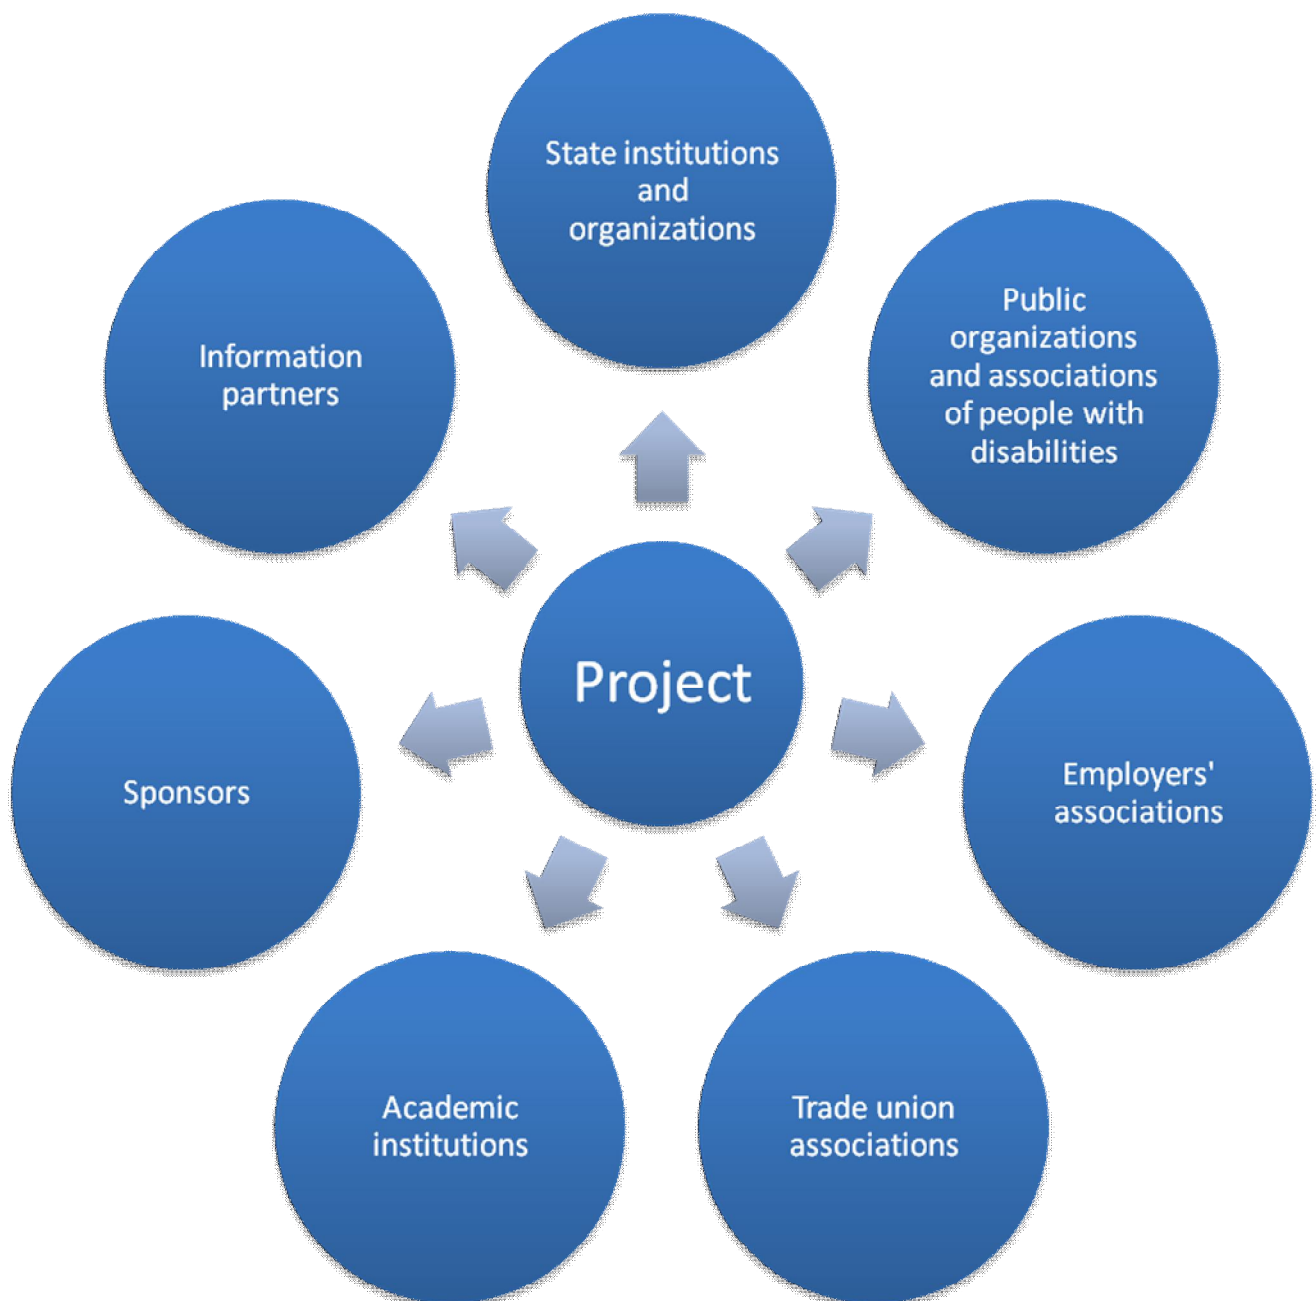 State institutions
and
organizations
Public
organizations
and associations
of people with
disabilities
Employers'
associations
Trade union
associations
Academic
institutions
Sponsors
Information
partners
Project